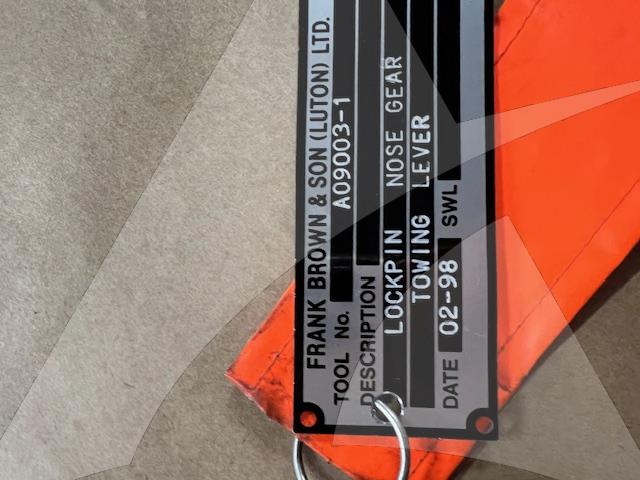 FRANK BROWN & SON (LUTON) LTD.
TOOL No. A09003-1
DESCRIPTION
LOCKPIN NOSE GEAR
TOWING LEVER
DATE 02-98 SWL